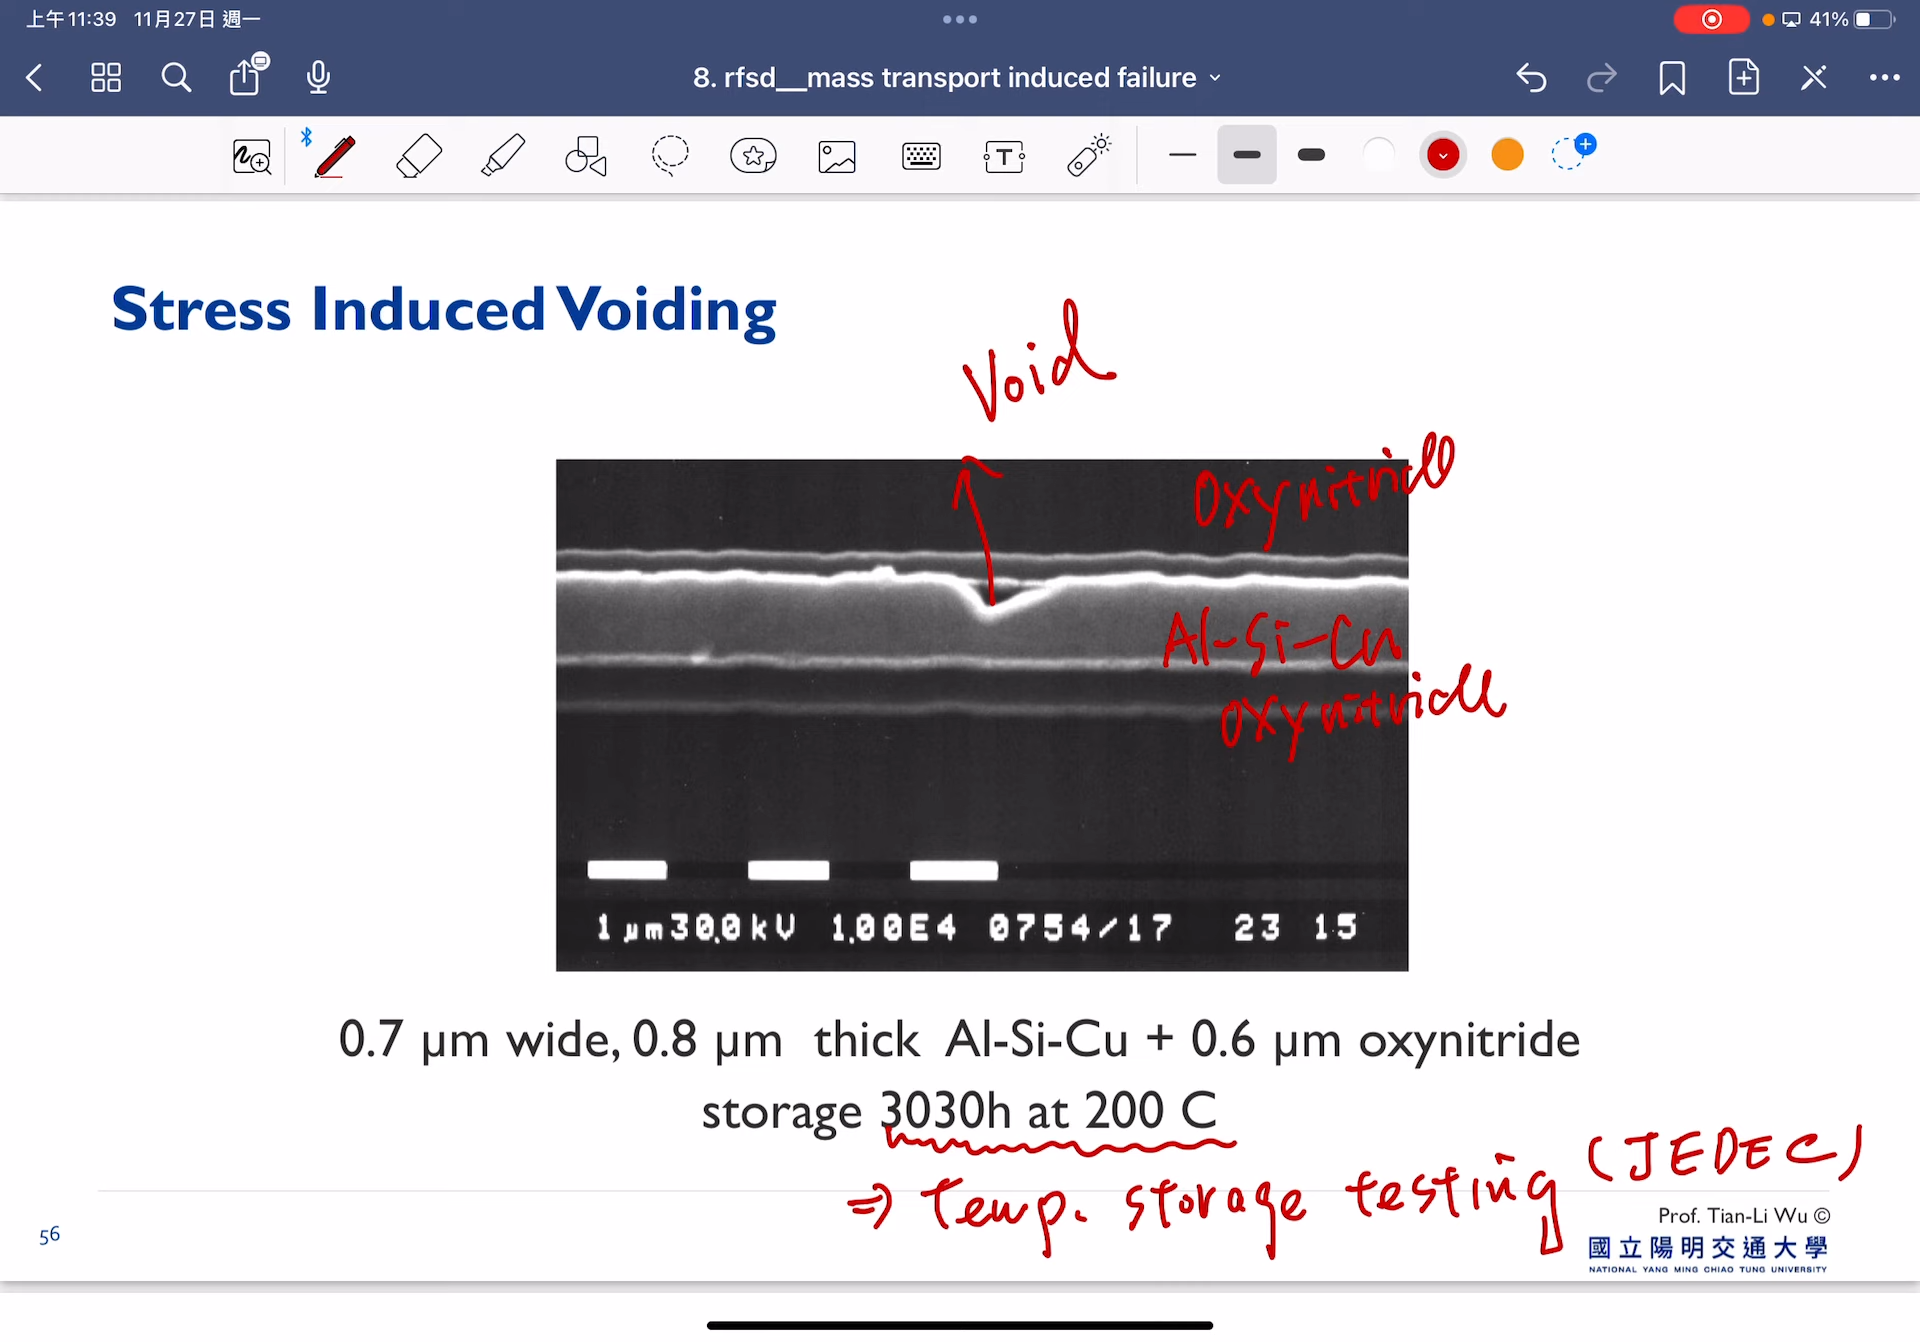 上午11:39 11月27日 週一
41%
8. rfsd__mass transport induced failure
Stress Induced Voiding
Void
Oxynitride
Al-Si-Cu
oxynitride
1 µm 30.0 kV 1.00E4 0754/17 23 15
0.7 µm wide, 0.8 µm thick Al-Si-Cu + 0.6 µm oxynitride
storage 3030h at 200 C
⇒ temp. storage testing (JEDEC)
56
Prof. Tian-Li Wu ©
國立陽明交通大學
NATIONAL YANG MING CHIAO TUNG UNIVERSITY